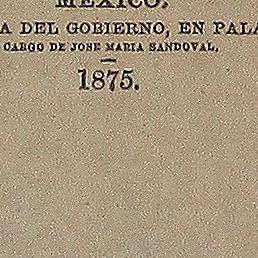 MEXICO.
A DEL GOBIERNO, EN PALA
CARGO DE JOSE MARIA SANDOVAL.
1875.